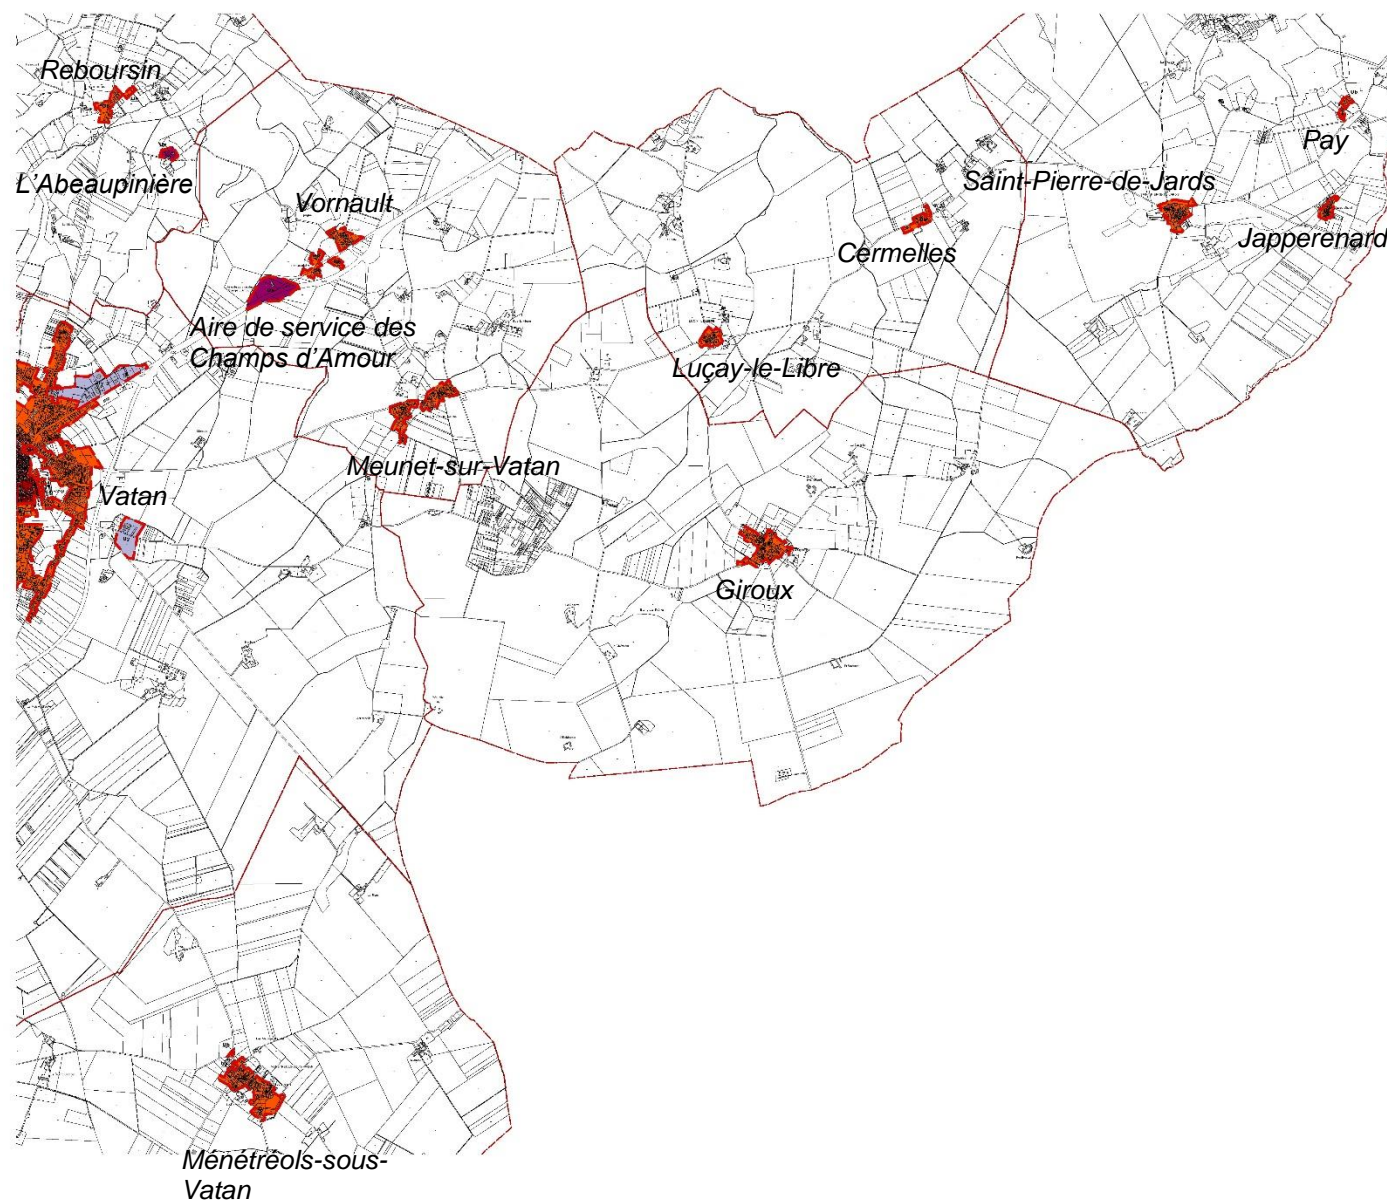 Reboursin
L'Abeaupinière
Vornault
Saint-Pierre-de-Jards
Pay
Cermelles
Japperenard
Aire de service des
Champs d'Amour
Luçay-le-Libre
Meunet-sur-Vatan
Vatan
Giroux
Ménétréols-sous-
Vatan